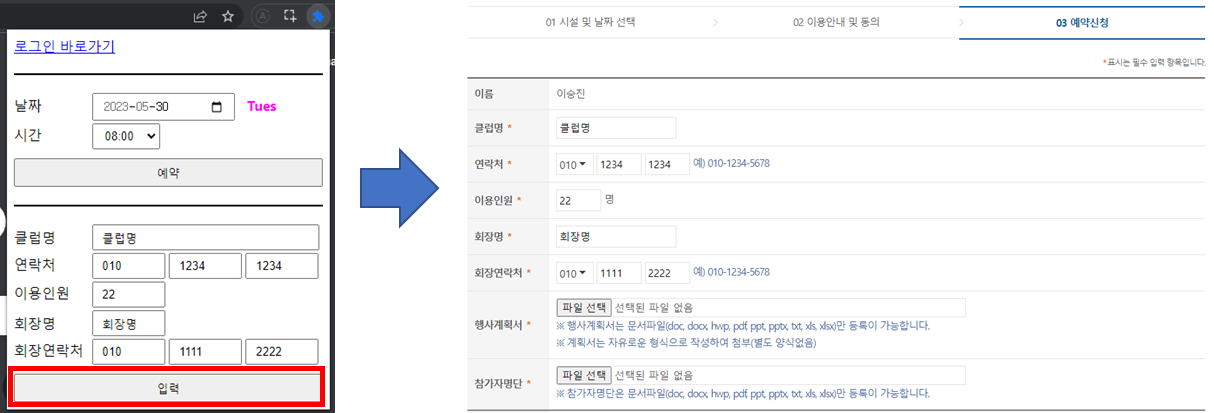 로그인 바로가기
날짜
2023-05-30
Tues
시간
08:00
예약
클럽명
클럽명
연락처
010
1234
1234
이용인원
22
회장명
회장명
회장연락처
010
1111
2222
입력
01 시설 및 날짜 선택
02 이용안내 및 동의
03 예약신청
*표시는 필수 입력 항목입니다.
이름
이승진
클럽명 *
클럽명
연락처 *
010
1234
1234
예) 010-1234-5678
이용인원 *
22
명
회장명 *
회장명
회장연락처 *
010
1111
2222
예) 010-1234-5678
행사계획서 *
파일 선택 선택된 파일 없음
※ 행사계획서는 문서파일(doc, docx, hwp, pdf, ppt, pptx, txt, xls, xlsx)만 등록이 가능합니다.
※ 계획서는 자유로운 형식으로 작성하여 첨부(별도 양식없음)
참가자명단 *
파일 선택 선택된 파일 없음
※ 참가자명단은 문서파일(doc, docx, hwp, pdf, ppt, pptx, txt, xls, xlsx)만 등록이 가능합니다.